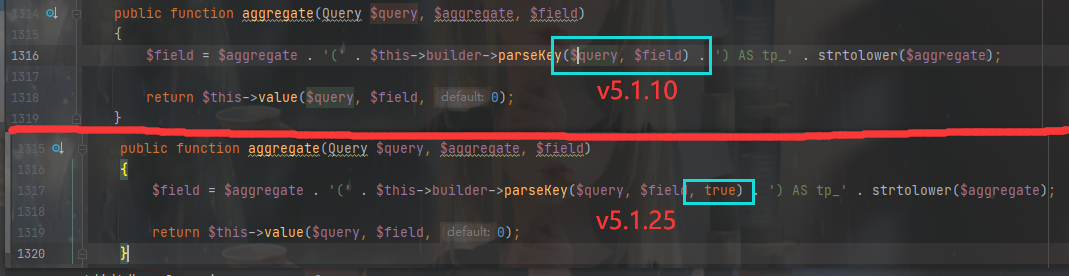 1314 public function aggregate(Query $query, $aggregate, $field)
1315 {
1316 $field = $aggregate . '(' . $this->builder->parseKey($query, $field) . ') AS tp_' . strtolower($aggregate);
1317
1318 return $this->value($query, $field, default: 0);
1319 }
v5.1.10
1315 public function aggregate(Query $query, $aggregate, $field)
1316 {
1317 $field = $aggregate . '(' . $this->builder->parseKey($query, $field, true) . ') AS tp_' . strtolower($aggregate);
v5.1.25
1319 return $this->value($query, $field, default: 0);
1320 }